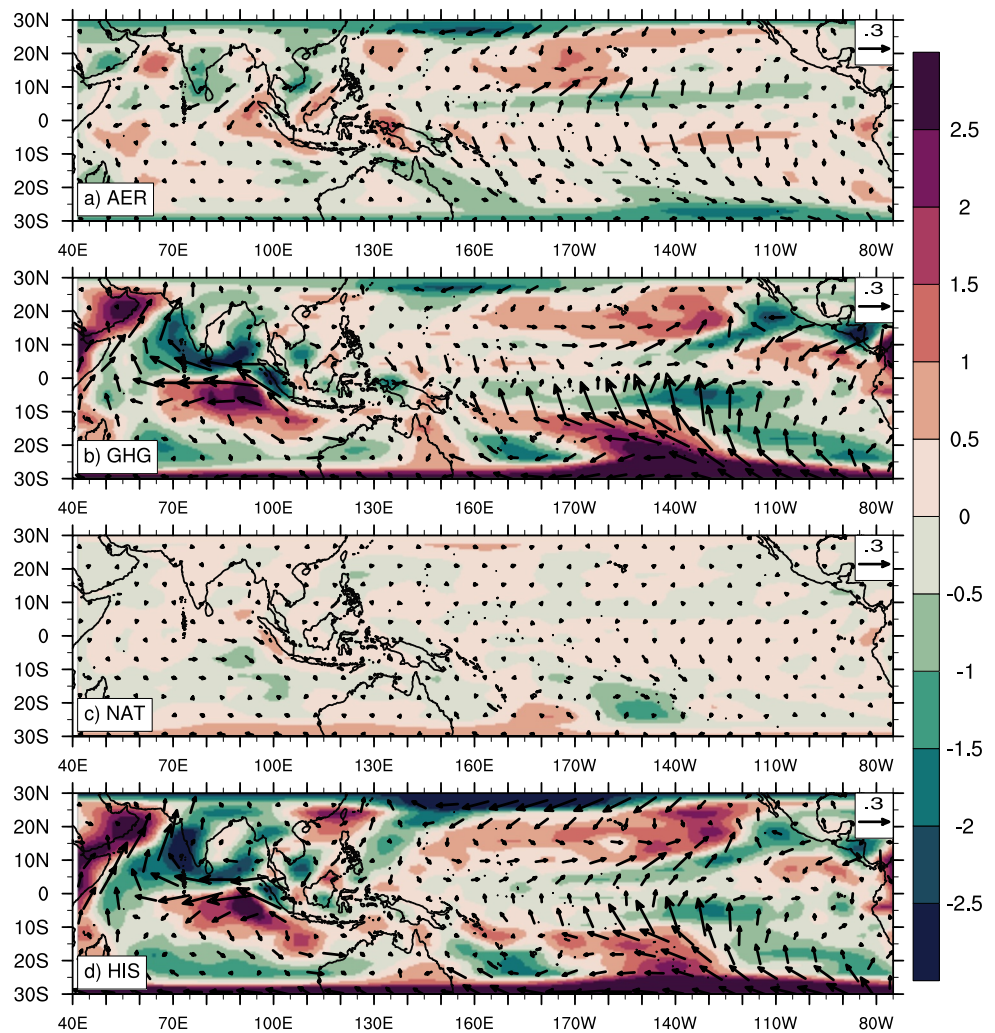 30N
20N
10N
0
10S
20S
30S
.3
a) AER
40E 70E 100E 130E 160E 170W 140W 110W 80W
30N
20N
10N
0
10S
20S
30S
.3
b) GHG
40E 70E 100E 130E 160E 170W 140W 110W 80W
30N
20N
10N
0
10S
20S
30S
.3
c) NAT
40E 70E 100E 130E 160E 170W 140W 110W 80W
30N
20N
10N
0
10S
20S
30S
.3
d) HIS
40E 70E 100E 130E 160E 170W 140W 110W 80W
2.5
2
1.5
1
0.5
0
-0.5
-1
-1.5
-2
-2.5